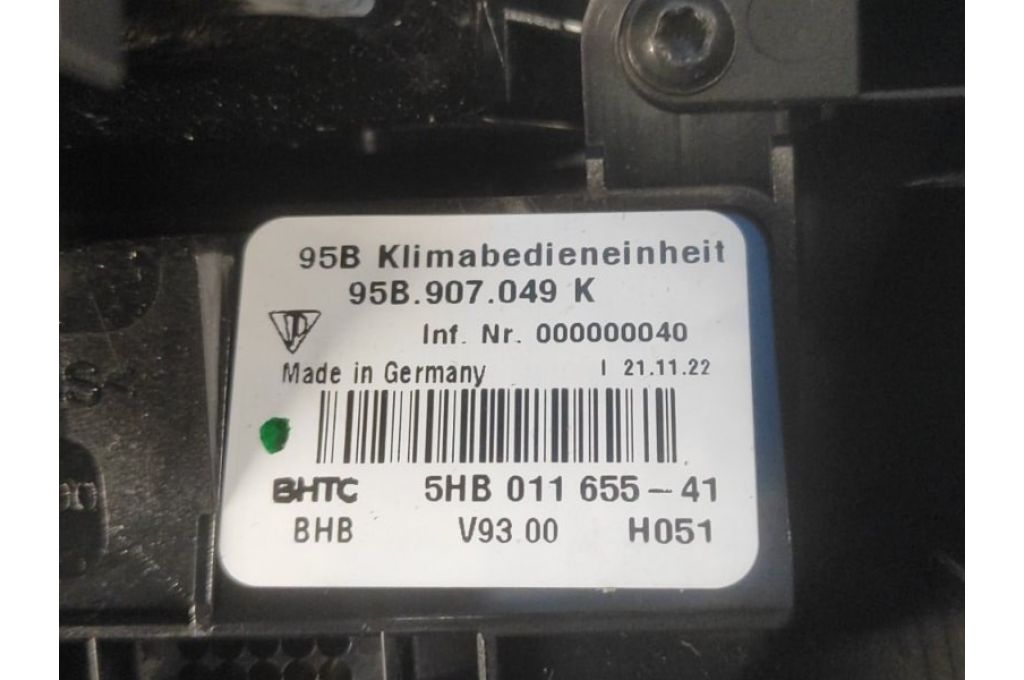 95B Klimabedieneinheit
95B.907.049 K
Inf. Nr. 000000040
Made in Germany I 21.11.22
BHTC 5HB 011 655-41
BHB V93.00 H051